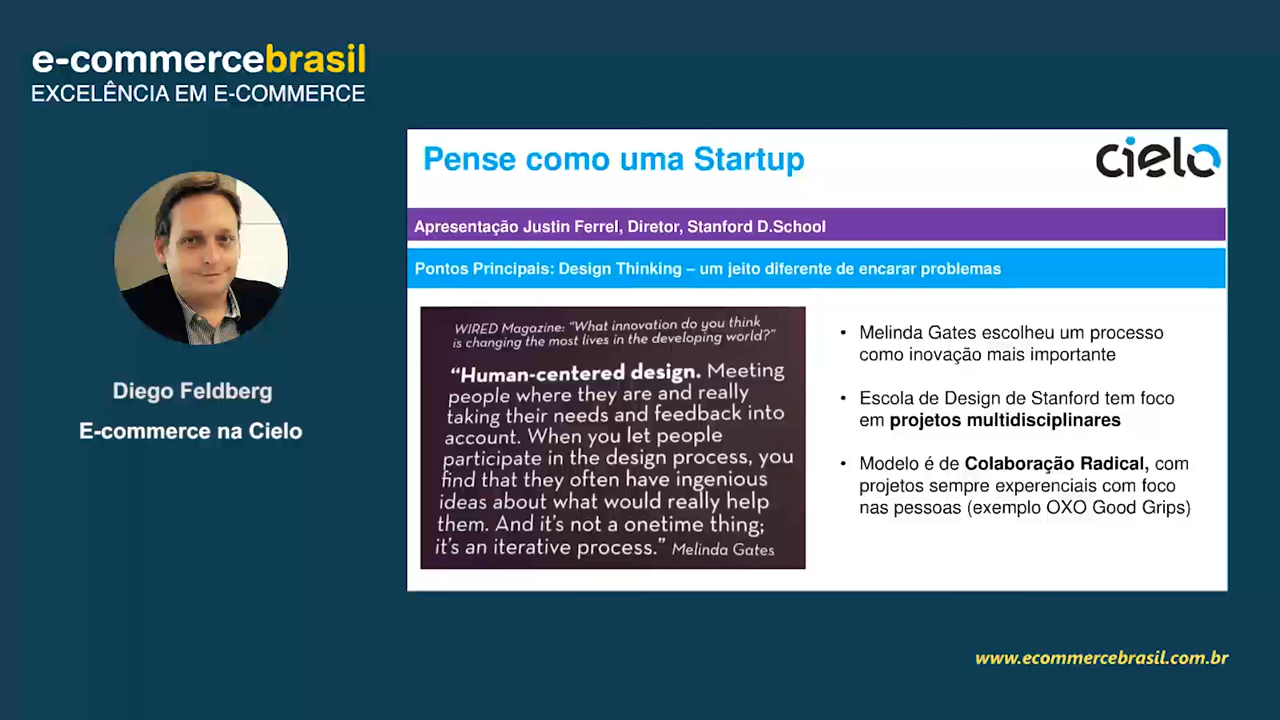 e-commercebrasil
EXCELÊNCIA EM E-COMMERCE
Diego Feldberg
E-commerce na Cielo
Pense como uma Startup
cielo
Apresentação Justin Ferrel, Diretor, Stanford D.School
Pontos Principais: Design Thinking – um jeito diferente de encarar problemas
WIRED Magazine: “What innovation do you think
is changing the most lives in the developing world?”
“Human-centered design. Meeting
people where they are and really
taking their needs and feedback into
account. When you let people
participate in the design process, you
find that they often have ingenious
ideas about what would really help
them. And it’s not a onetime thing;
it’s an iterative process.” Melinda Gates
• Melinda Gates escolheu um processo
como inovação mais importante
• Escola de Design de Stanford tem foco
em projetos multidisciplinares
• Modelo é de Colaboração Radical, com
projetos sempre experenciais com foco
nas pessoas (exemplo OXO Good Grips)
www.ecommercebrasil.com.br